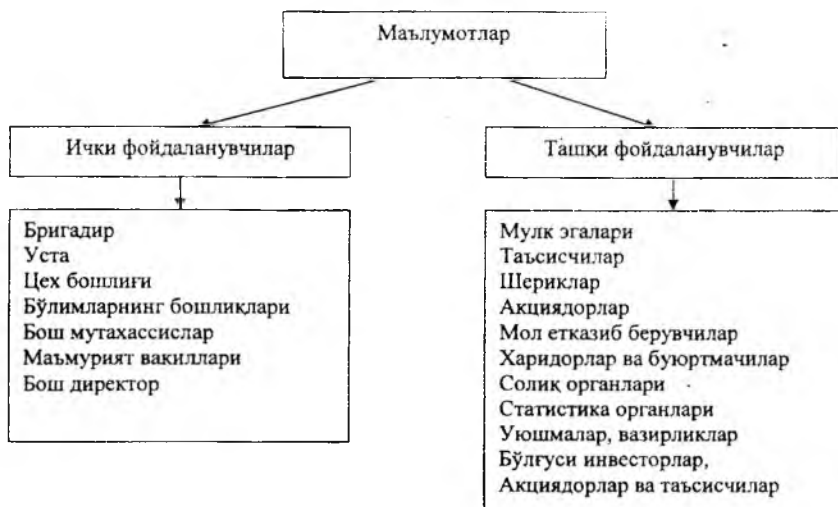 Маълумотлар
Ички фойдаланувчилар
Ташқи фойдаланувчилар
Бригадир
Уста
Цех бошлиғи
Бўлимларнинг бошлиқлари
Бош мутахассислар
Маъмурият вакиллари
Бош директор
Мулк эгалари
Таъсисчилар
Шериклар
Акциядорлар
Мол етказиб берувчилар
Харидорлар ва буюртмачилар
Солиқ органлари
Статистика органлари
Уюшмалар, вазирликлар
Бўлғуси инвесторлар,
Акциядорлар ва таъсисчилар